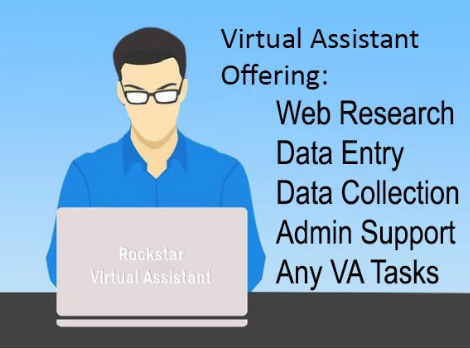 Virtual Assistant
Offering:
Web Research
Data Entry
Data Collection
Admin Support
Any VA Tasks
Rockstar
Virtual Assistant